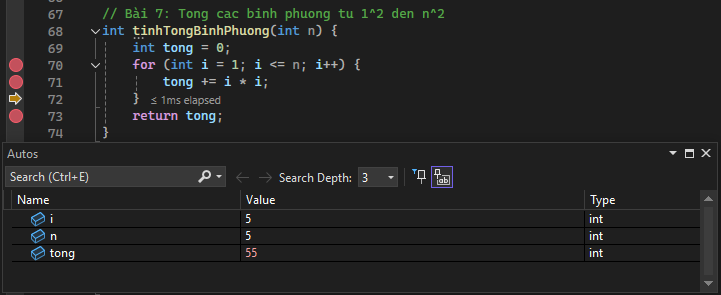 67 // Bài 7: Tong cac binh phuong tu 1^2 den n^2
68 int tinhTongBinhPhuong(int n) {
69 int tong = 0;
70 for (int i = 1; i <= n; i++) {
71 tong += i * i;
72 } ≤ 1ms elapsed
73 return tong;
74 }
Autos
Search (Ctrl+E) Search Depth: 3 ab
Name Value Type
i 5 int
n 5 int
tong 55 int